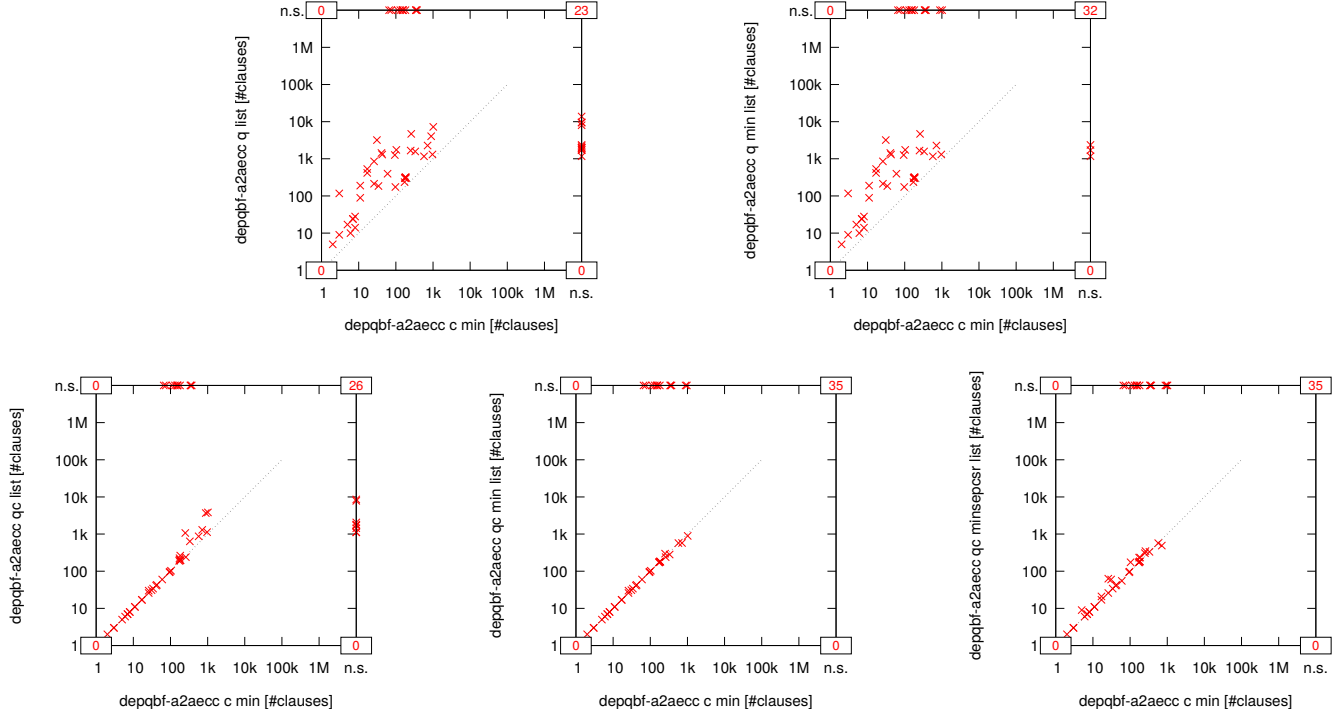 n.s. 0 23
1M
100k
10k
1k
100
10
1 0 0
1 10 100 1k 10k 100k 1M n.s.
depqbf-a2aecc q list [#clauses]
depqbf-a2aecc c min [#clauses]
n.s. 0 32
1M
100k
10k
1k
100
10
1 0 0
1 10 100 1k 10k 100k 1M n.s.
depqbf-a2aecc q min list [#clauses]
depqbf-a2aecc c min [#clauses]
n.s. 0 26
1M
100k
10k
1k
100
10
1 0 0
1 10 100 1k 10k 100k 1M n.s.
depqbf-a2aecc qc list [#clauses]
depqbf-a2aecc c min [#clauses]
n.s. 0 35
1M
100k
10k
1k
100
10
1 0 0
1 10 100 1k 10k 100k 1M n.s.
depqbf-a2aecc qc min list [#clauses]
depqbf-a2aecc c min [#clauses]
n.s. 0 35
1M
100k
10k
1k
100
10
1 0 0
1 10 100 1k 10k 100k 1M n.s.
depqbf-a2aecc qc minsepcsr list [#clauses]
depqbf-a2aecc c min [#clauses]